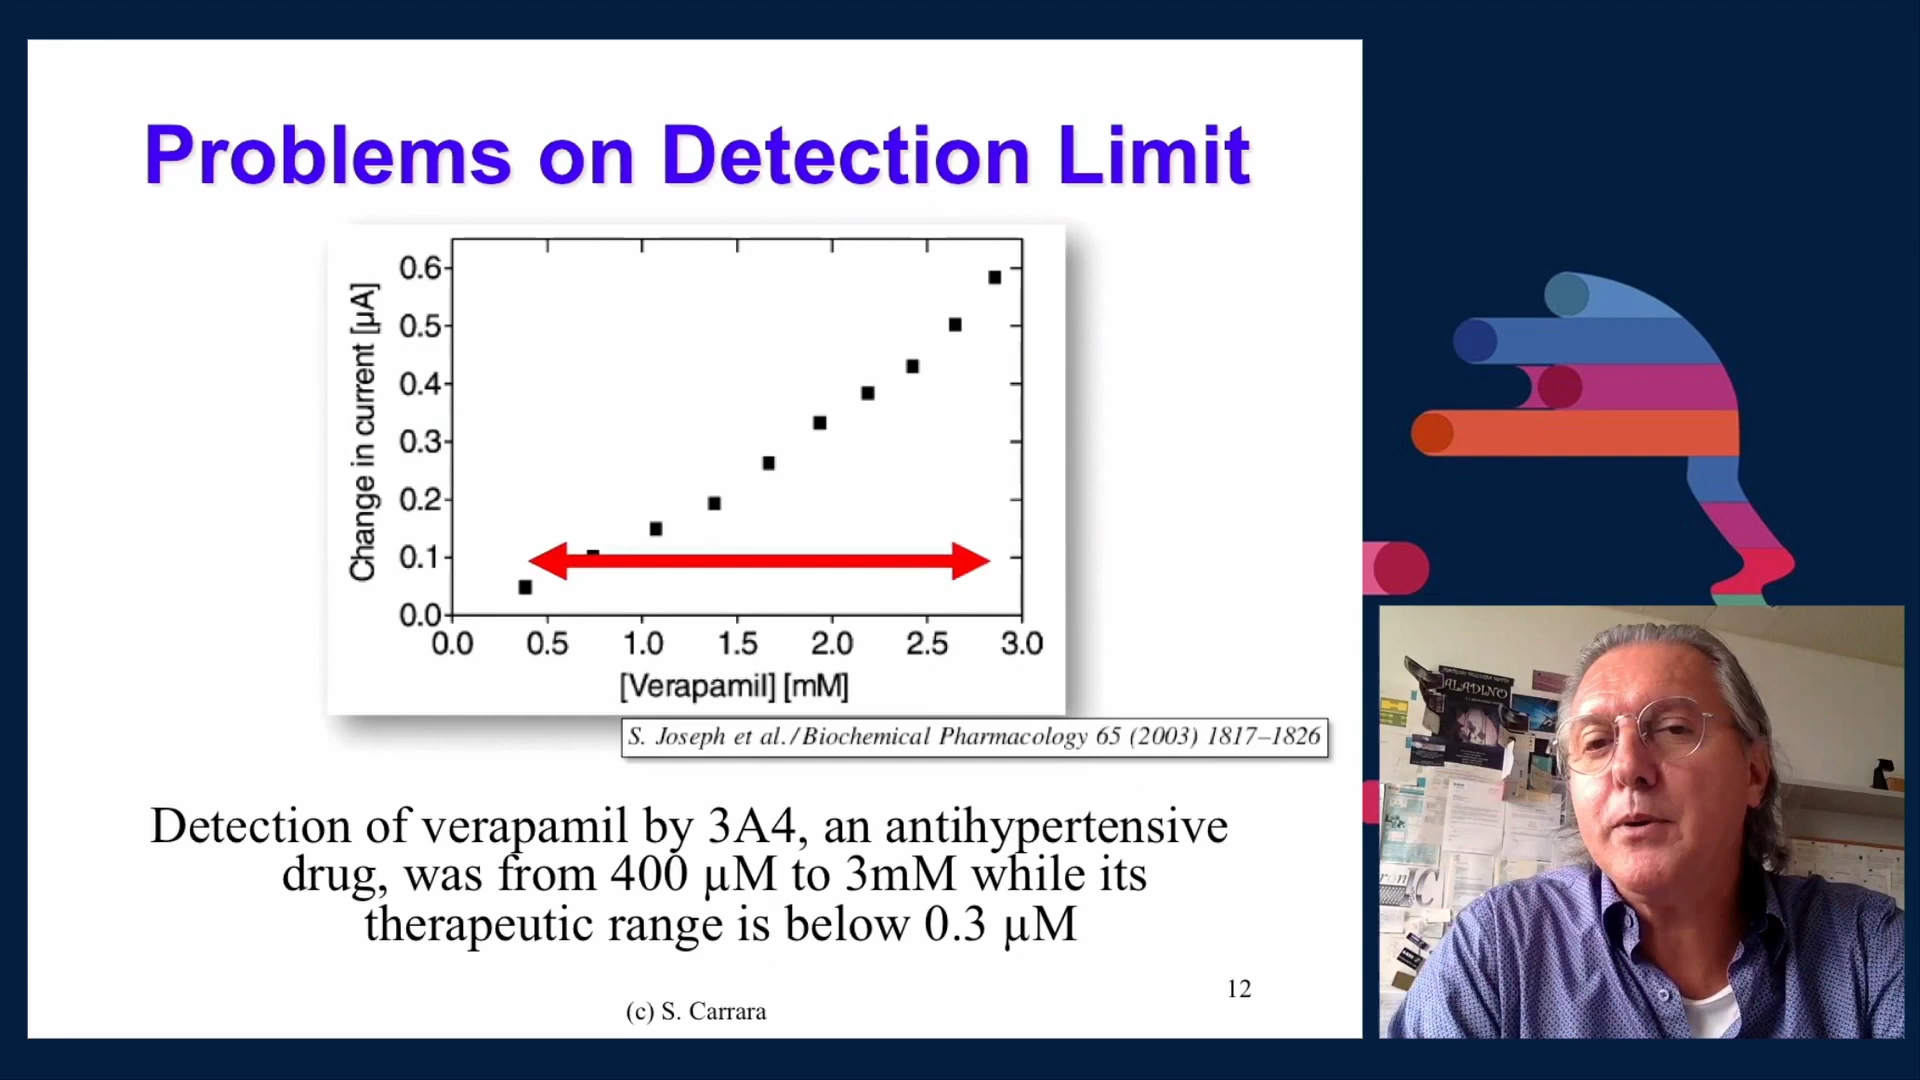 Problems on Detection Limit
Change in current [µA]
0.6
0.5
0.4
0.3
0.2
0.1
0.0
0.0 0.5 1.0 1.5 2.0 2.5 3.0
[Verapamil] [mM]
S. Joseph et al./Biochemical Pharmacology 65 (2003) 1817–1826
Detection of verapamil by 3A4, an antihypertensive
drug, was from 400 µM to 3mM while its
therapeutic range is below 0.3 µM
12
(c) S. Carrara
ALADINO